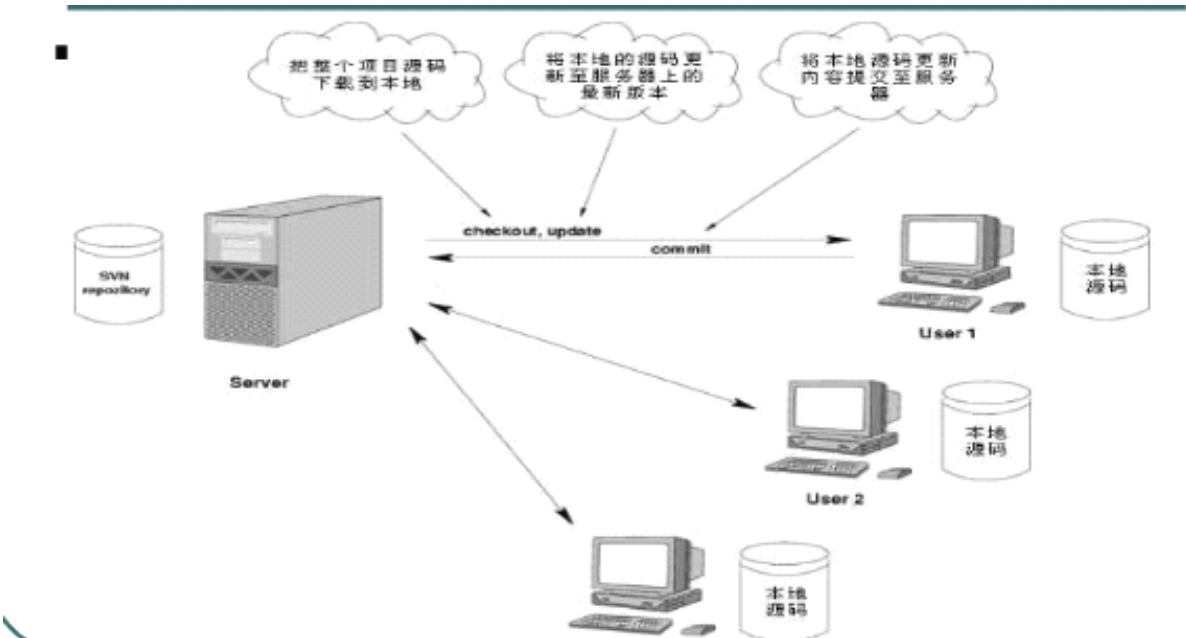 把整个项目源码
下载到本地
将本地的源码更
新至服务器上的
最新版本
将本地源码更新
内容提交至服务
器
checkout, update
commit
SVN
repozitory
本地
源码
User 1
Server
本地
源码
User 2
本地
源码